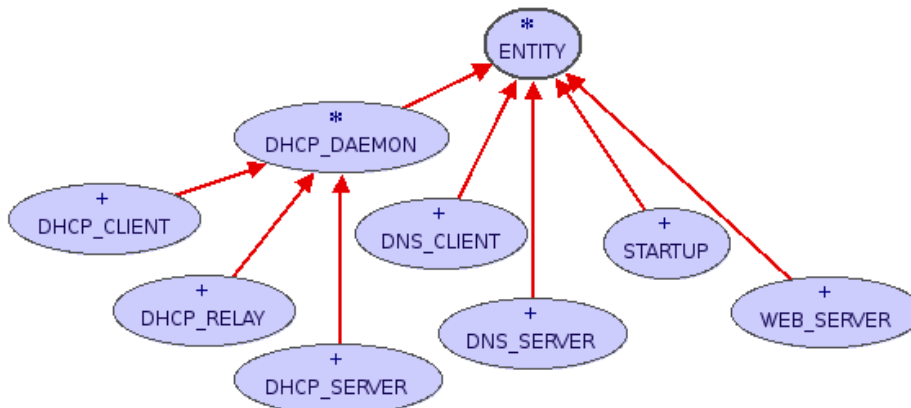 *
ENTITY
*
DHCP_DAEMON
+
DHCP_CLIENT
+
DNS_CLIENT
+
STARTUP
+
DHCP_RELAY
+
DNS_SERVER
+
WEB_SERVER
+
DHCP_SERVER